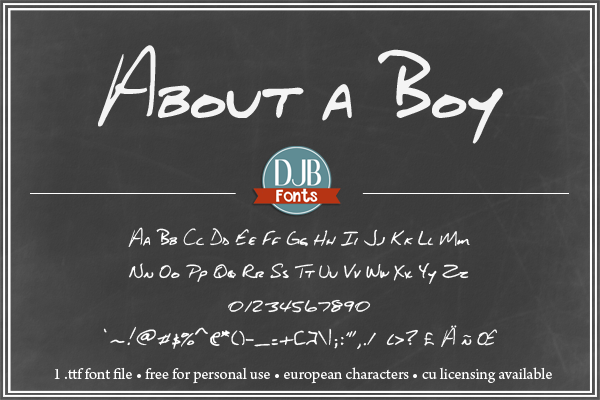 About a Boy
DJB
Fonts
Aa Bb Cc Dd Ee Ff Gg Hh Ii Jj Kk Ll Mm
Nn Oo Pp Qq Rr Ss Tt Uu Vv Ww Xx Yy Zz
01234567890
`~!@#$%^&*()-_=+[]\|;:'",./ <>? £ Ä ñ Œ
1 .ttf font file • free for personal use • european characters • cu licensing available